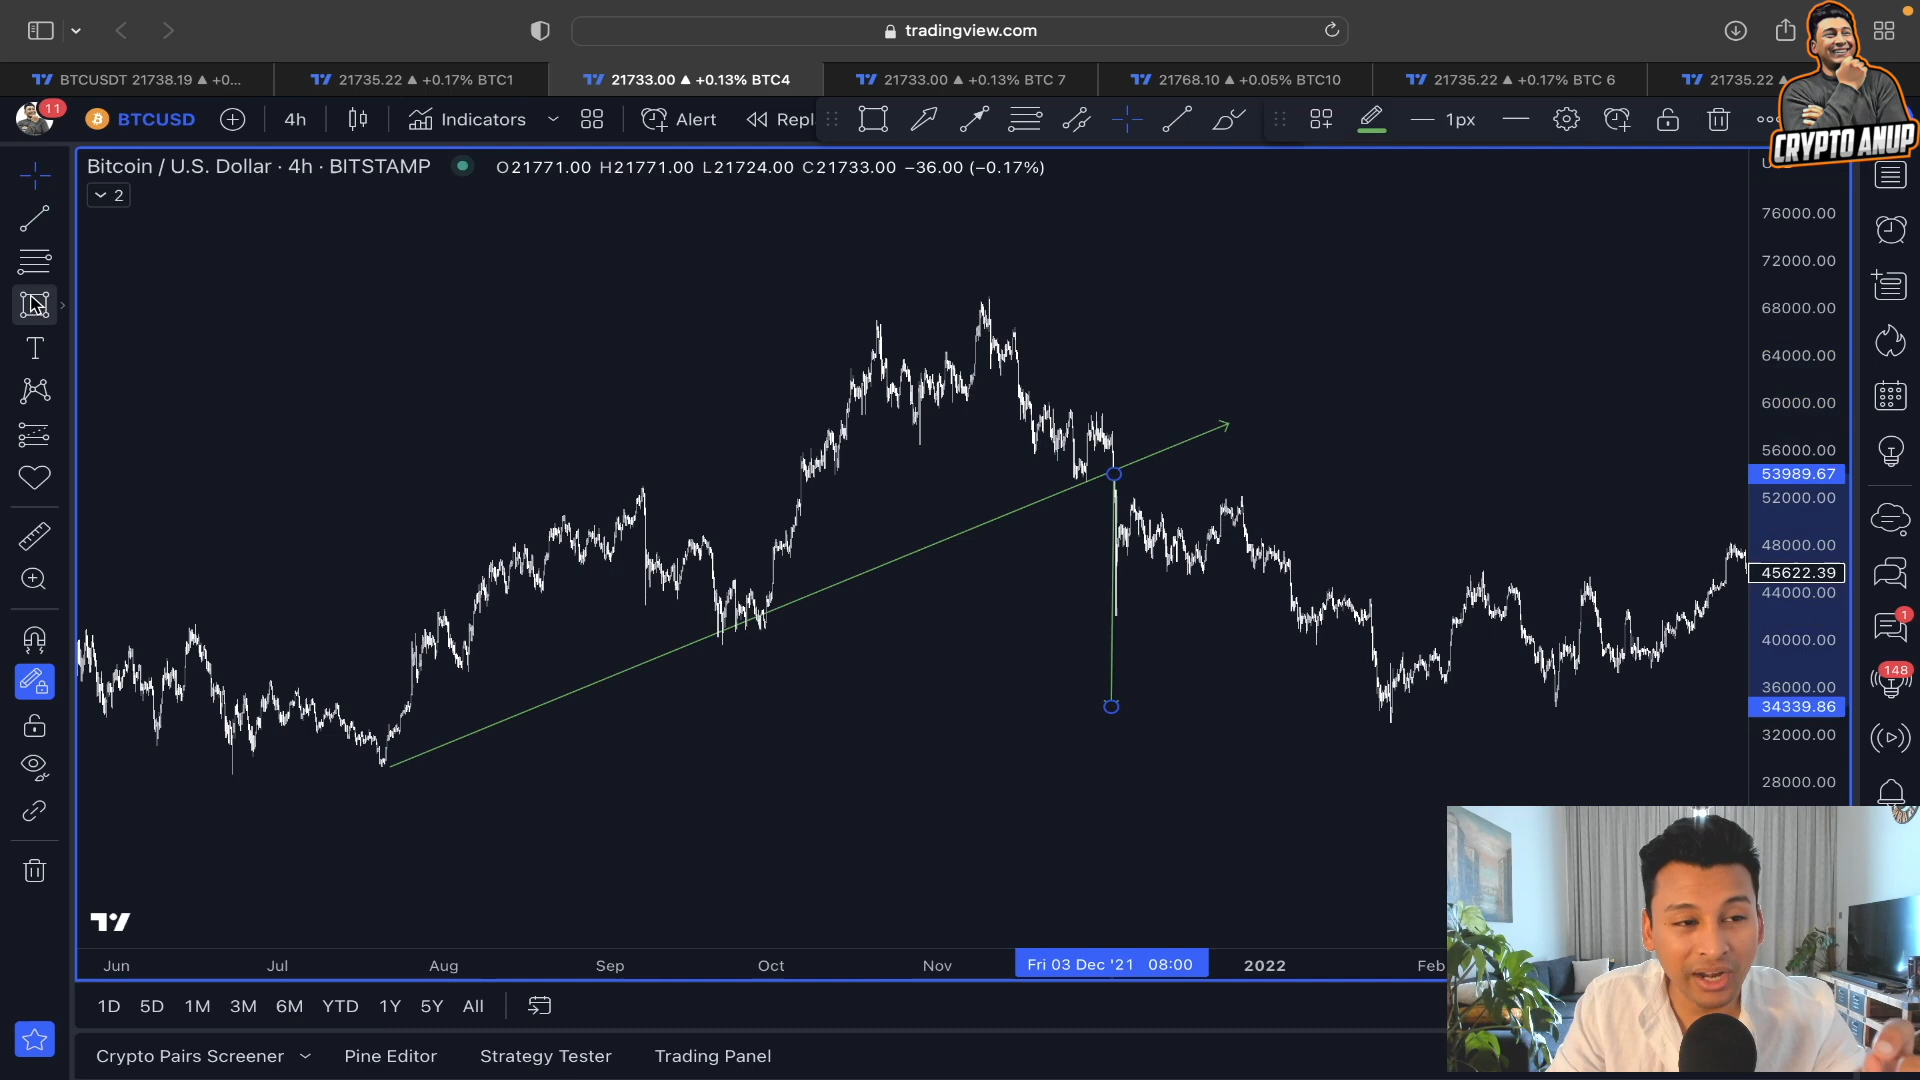 tradingview.com
BTCUSDT 21738.19 ▲ +0...
21735.22 ▲ +0.17% BTC1
21733.00 ▲ +0.13% BTC4
21733.00 ▲ +0.13% BTC 7
21768.10 ▲ +0.05% BTC10
21735.22 ▲ +0.17% BTC 6
21735.22 ▲
CRYPTO ANUP
11
BTCUSD
4h
Indicators
Alert
Repl
1px
Bitcoin / U.S. Dollar · 4h · BITSTAMP
O21771.00 H21771.00 L21724.00 C21733.00 −36.00 (−0.17%)
2
76000.00
72000.00
68000.00
64000.00
60000.00
56000.00
53989.67
52000.00
48000.00
45622.39
44000.00
40000.00
36000.00
34339.86
32000.00
28000.00
1
148
Jun
Jul
Aug
Sep
Oct
Nov
Fri 03 Dec '21 08:00
2022
Feb
1D 5D 1M 3M 6M YTD 1Y 5Y All
Crypto Pairs Screener
Pine Editor
Strategy Tester
Trading Panel